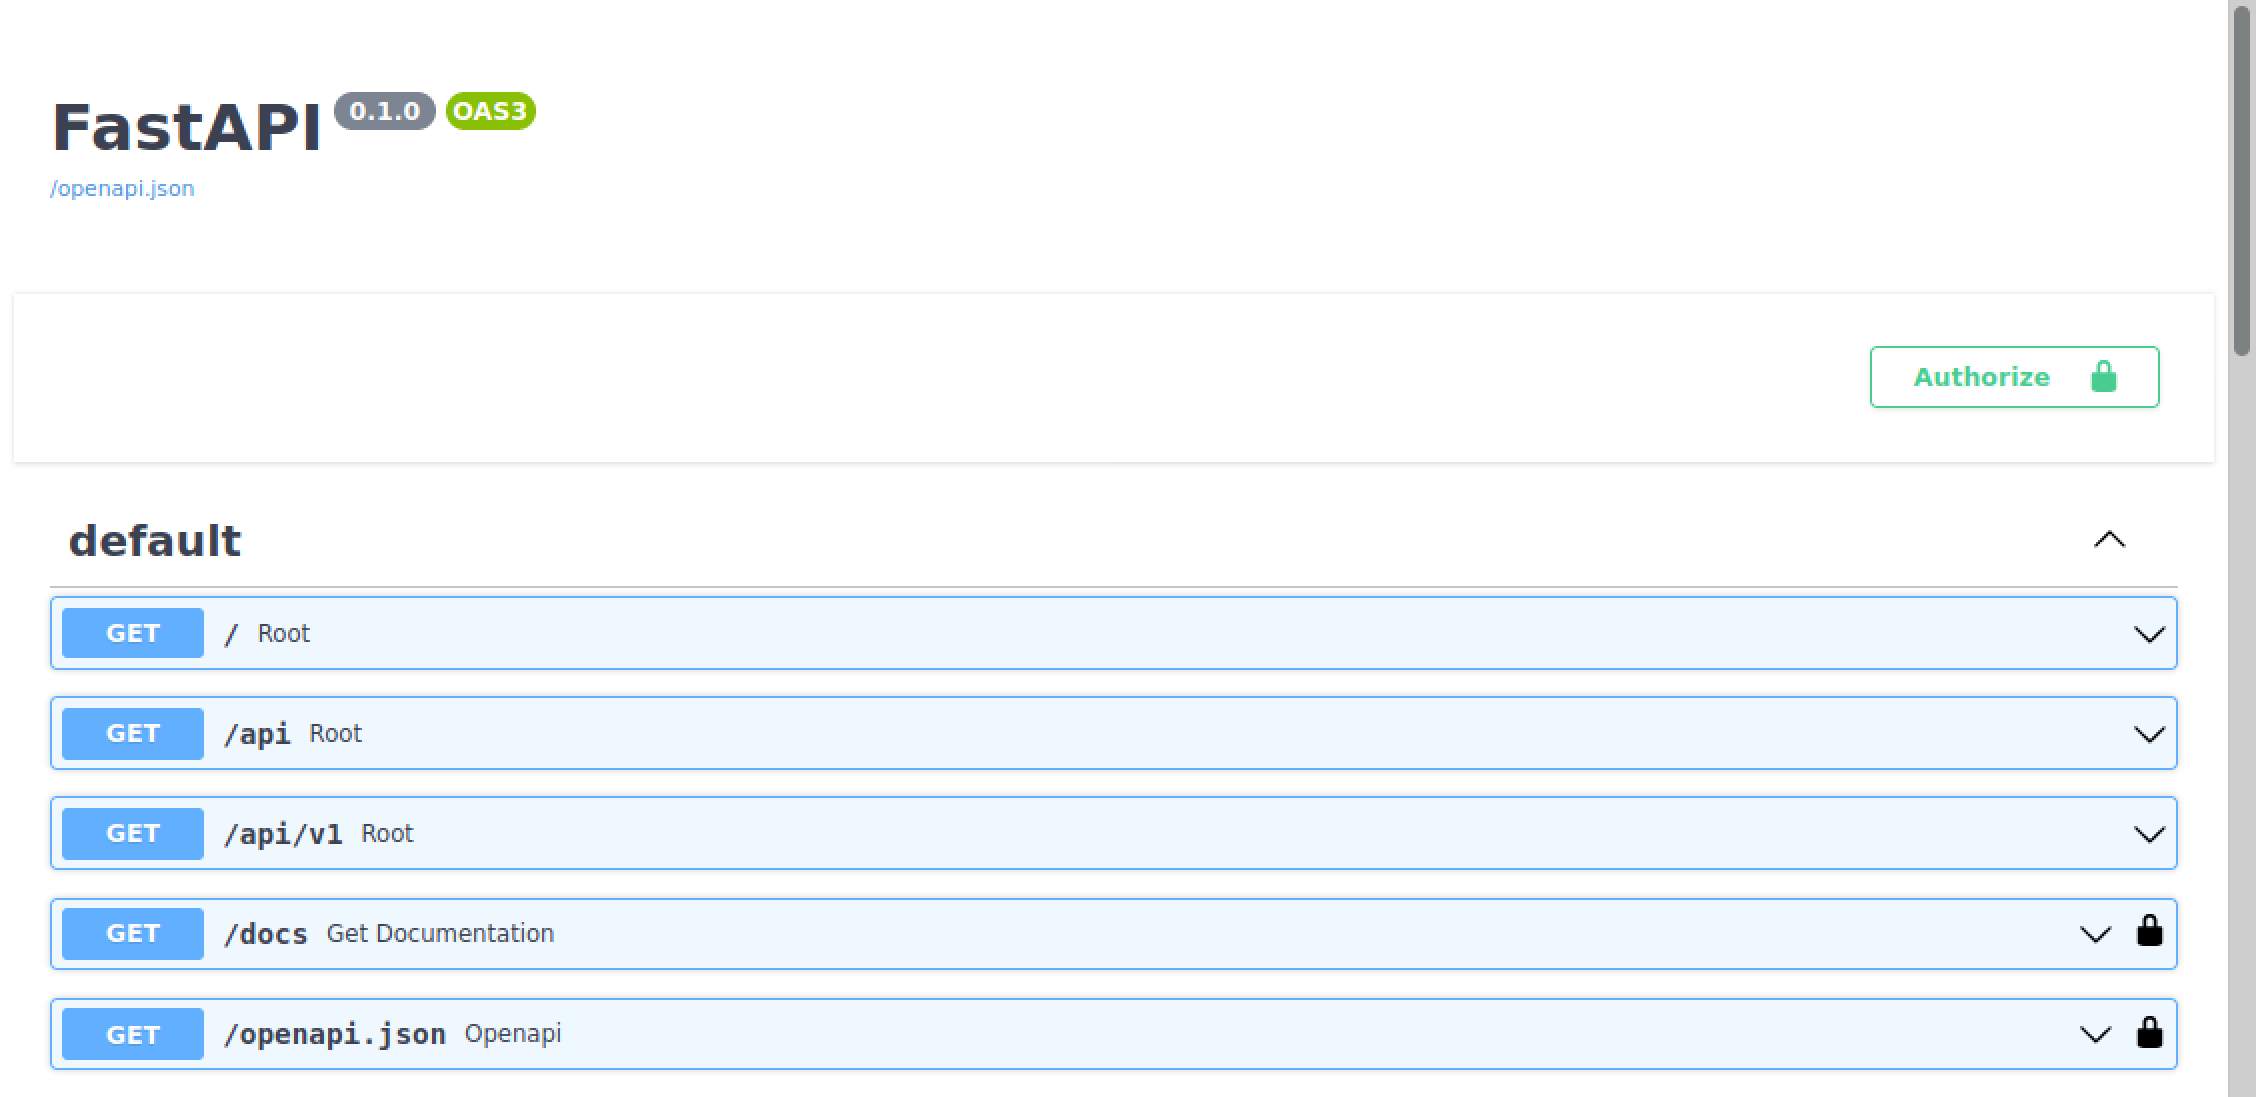 FastAPI 0.1.0 OAS3
/openapi.json
Authorize
default
GET / Root
GET /api Root
GET /api/v1 Root
GET /docs Get Documentation
GET /openapi.json Openapi